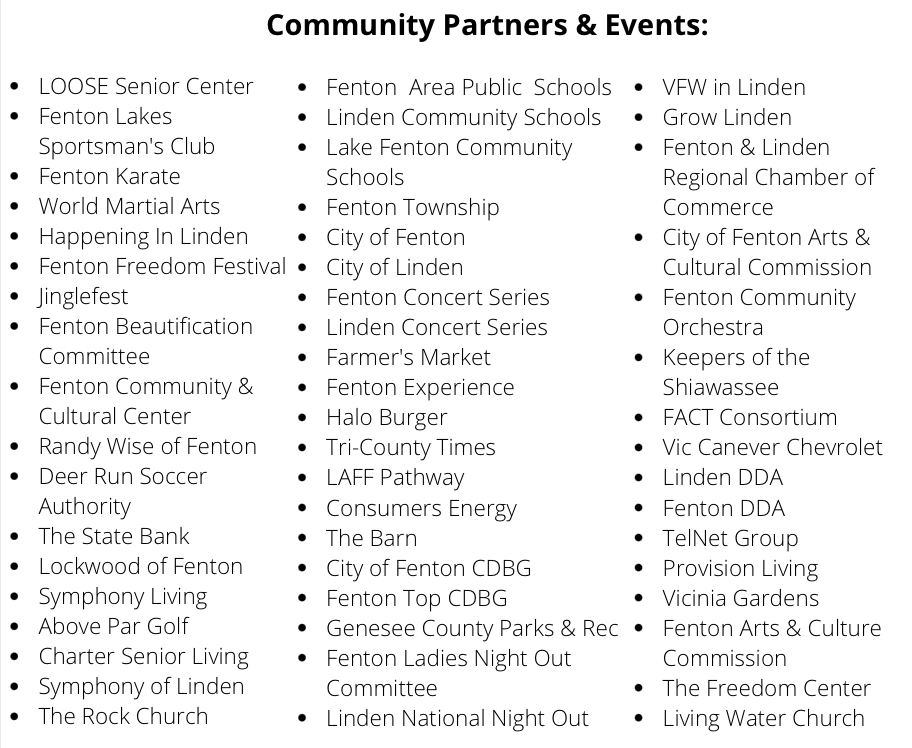 Community Partners & Events:
• LOOSE Senior Center
• Fenton Lakes
Sportsman's Club
• Fenton Karate
• World Martial Arts
• Happening In Linden
• Fenton Freedom Festival
• Jinglefest
• Fenton Beautification
Committee
• Fenton Community &
Cultural Center
• Randy Wise of Fenton
• Deer Run Soccer
Authority
• The State Bank
• Lockwood of Fenton
• Symphony Living
• Above Par Golf
• Charter Senior Living
• Symphony of Linden
• The Rock Church
• Fenton Area Public Schools
• Linden Community Schools
• Lake Fenton Community
Schools
• Fenton Township
• City of Fenton
• City of Linden
• Fenton Concert Series
• Linden Concert Series
• Farmer's Market
• Fenton Experience
• Halo Burger
• Tri-County Times
• LAFF Pathway
• Consumers Energy
• The Barn
• City of Fenton CDBG
• Fenton Top CDBG
• Genesee County Parks & Rec
• Fenton Ladies Night Out
Committee
• Linden National Night Out
• VFW in Linden
• Grow Linden
• Fenton & Linden
Regional Chamber of
Commerce
• City of Fenton Arts &
Cultural Commission
• Fenton Community
Orchestra
• Keepers of the
Shiawassee
• FACT Consortium
• Vic Canever Chevrolet
• Linden DDA
• Fenton DDA
• TelNet Group
• Provision Living
• Vicinia Gardens
• Fenton Arts & Culture
Commission
• The Freedom Center
• Living Water Church